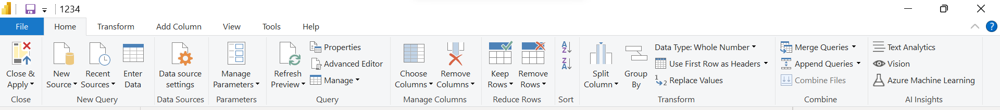 1234
File Home Transform Add Column View Tools Help
?
Close & Apply
Close
New Source
Recent Sources
Enter Data
New Query
Data source settings
Data Sources
Manage Parameters
Parameters
Refresh Preview
Properties
Advanced Editor
Manage
Query
Choose Columns
Remove Columns
Manage Columns
Keep Rows
Remove Rows
Reduce Rows
A Z
Z A
Sort
Split Column
Group By
Data Type: Whole Number
Use First Row as Headers
1 2 Replace Values
Transform
Merge Queries
Append Queries
Combine Files
Combine
Text Analytics
Vision
Azure Machine Learning
AI Insights